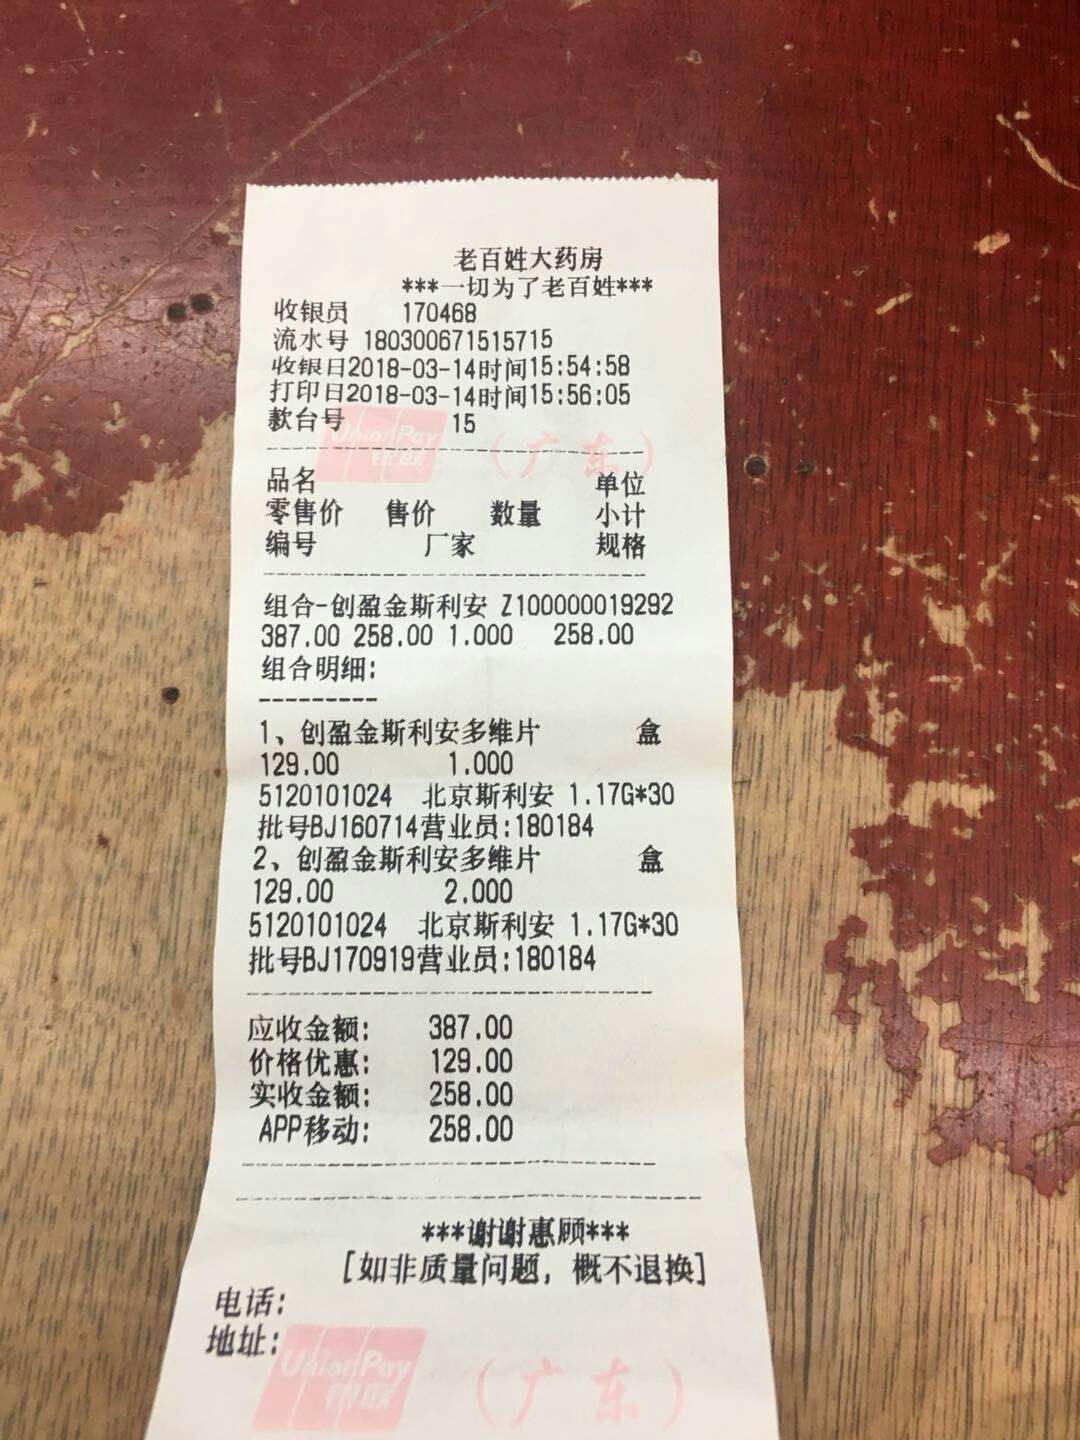 老百姓大药房
***一切为了老百姓***
收银员 170468
流水号 180300671515715
收银日2018-03-14时间15:54:58
打印日2018-03-14时间15:56:05
款台号 15
UnionPay 银联 （广东）
品名 单位
零售价 售价 数量 小计
编号 厂家 规格
组合-创盈金斯利安 Z100000019292
387.00 258.00 1.000 258.00
组合明细:
1、创盈金斯利安多维片 盒
129.00 1.000
5120101024 北京斯利安 1.17G*30
批号BJ160714营业员:180184
2、创盈金斯利安多维片 盒
129.00 2.000
5120101024 北京斯利安 1.17G*30
批号BJ170919营业员:180184
应收金额: 387.00
价格优惠: 129.00
实收金额: 258.00
APP移动: 258.00
***谢谢惠顾***
[如非质量问题, 概不退换]
电话:
地址:
UnionPay 银联 （广东）